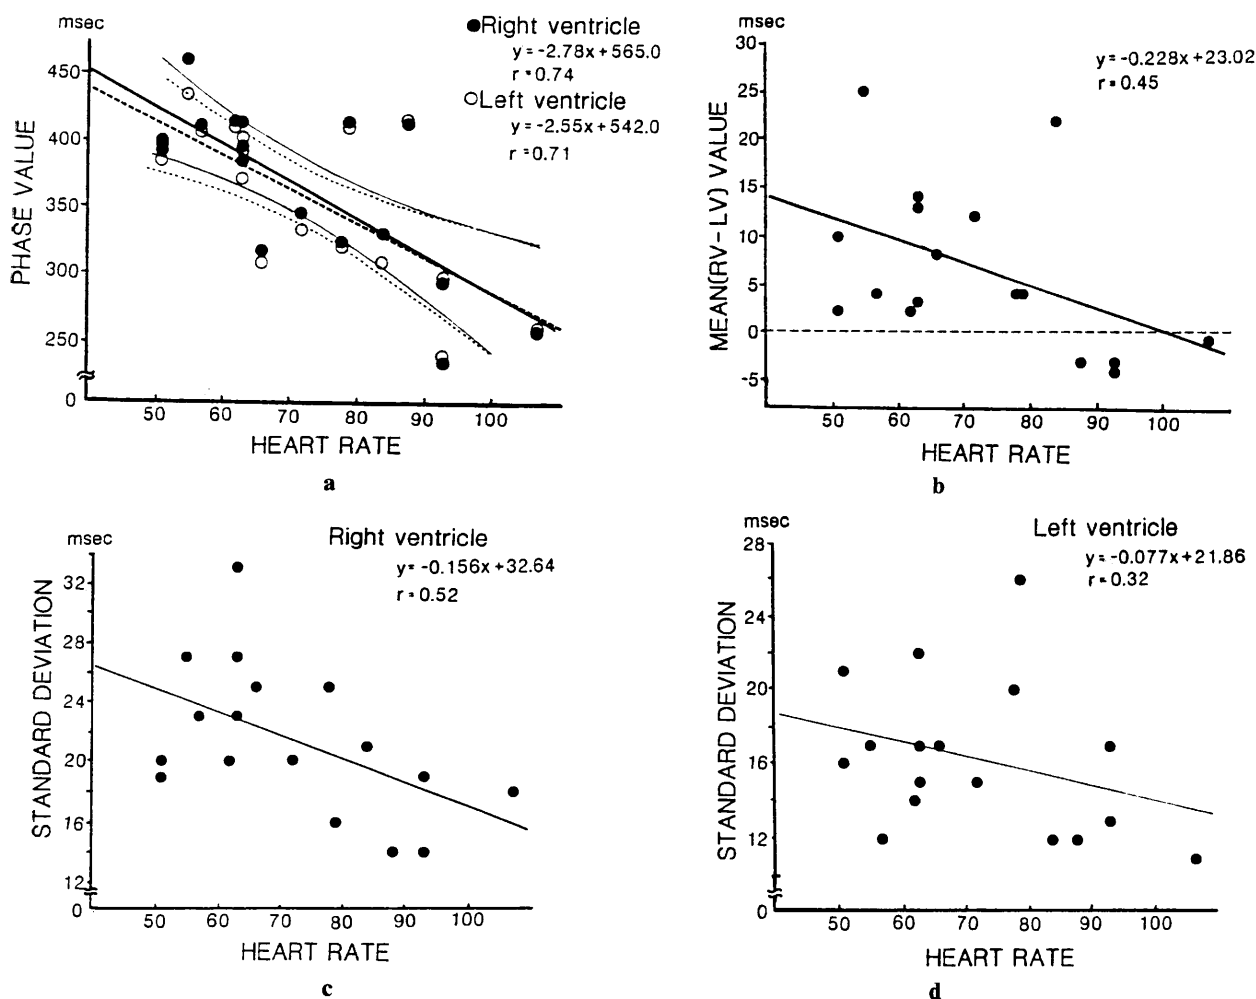 msec
●Right ventricle
y=-2.78x+565.0
r=0.74
○Left ventricle
y=-2.55x+542.0
r=0.71
PHASE VALUE
450
400
350
300
250
0
50 60 70 80 90 100
HEART RATE
a
msec
y=-0.228x+23.02
r=0.45
MEAN(RV-LV) VALUE
30
25
20
15
10
5
0
-5
50 60 70 80 90 100
HEART RATE
b
msec
Right ventricle
y=-0.156x+32.64
r=0.52
STANDARD DEVIATION
32
28
24
20
16
12
0
50 60 70 80 90 100
HEART RATE
c
msec
Left ventricle
y=-0.077x+21.86
r=0.32
STANDARD DEVIATION
28
24
20
16
12
0
50 60 70 80 90 100
HEART RATE
d